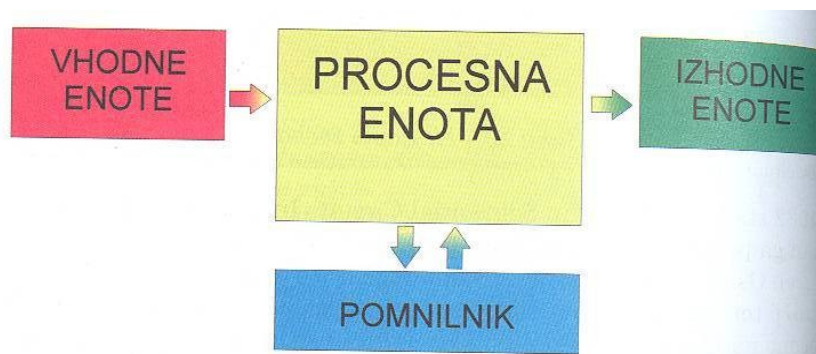 VHODNE
ENOTE
PROCESNA
ENOTA
IZHODNE
ENOTE
POMNILNIK